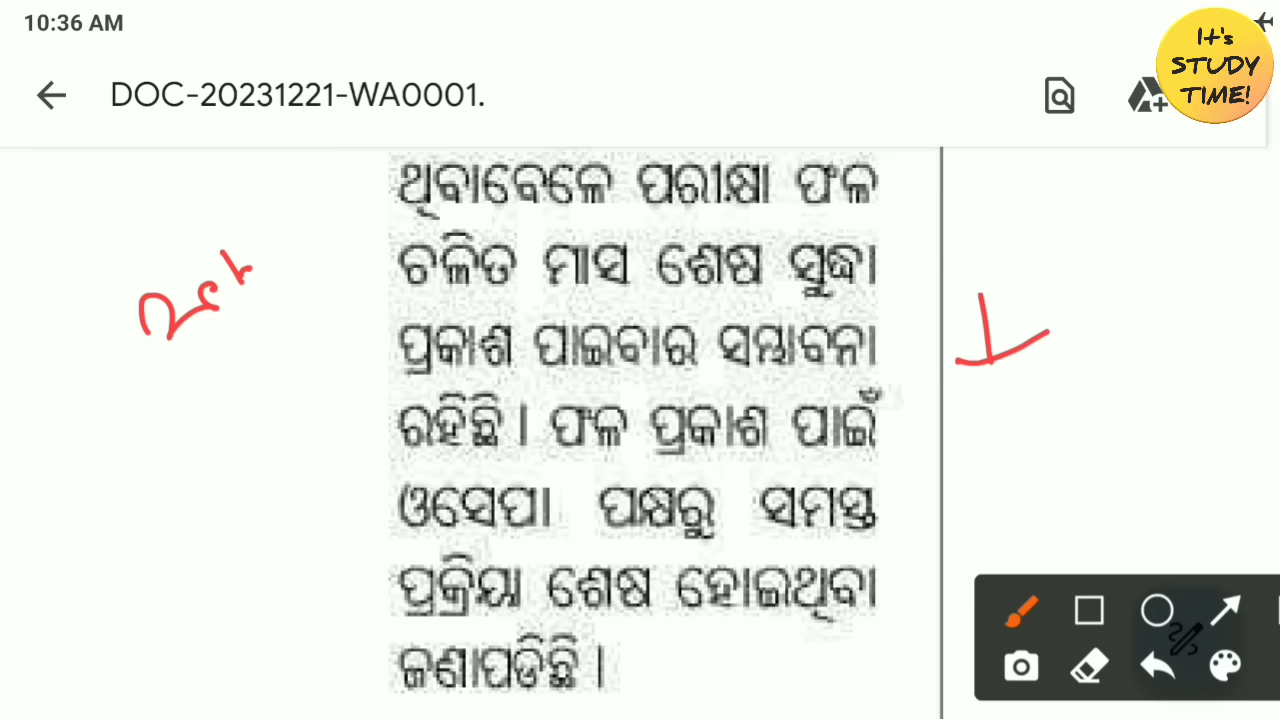 10:36 AM
It's
STUDY
TIME!
DOC-20231221-WA0001.
ଥିବାବେଳେ ପରୀକ୍ଷା ଫଳ
ଚଳିତ ମାସ ଶେଷ ସୁଦ୍ଧା
ପ୍ରକାଶ ପାଇବାର ସମ୍ଭାବନା
ରହିଛି । ଫଳ ପ୍ରକାଶ ପାଇଁ
ଓସେପା ପକ୍ଷରୁ ସମସ୍ତ
ପ୍ରକ୍ରିୟା ଶେଷ ହୋଇଥିବା
ଜଣାପଡିଛି ।